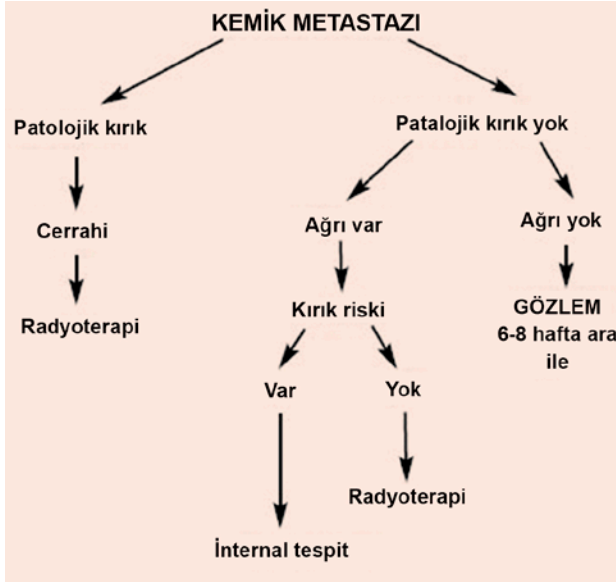 KEMİK METASTAZI
Patolojik kırık
Patalojik kırık yok
Cerrahi
Ağrı var
Ağrı yok
Radyoterapi
Kırık riski
GÖZLEM
6-8 hafta ara
ile
Var
Yok
Radyoterapi
İnternal tespit